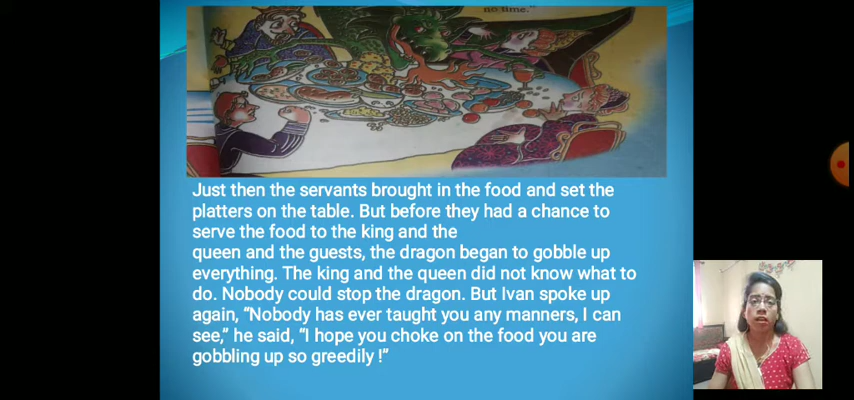 no time."
Just then the servants brought in the food and set the
platters on the table. But before they had a chance to
serve the food to the king and the
queen and the guests, the dragon began to gobble up
everything. The king and the queen did not know what to
do. Nobody could stop the dragon. But Ivan spoke up
again, “Nobody has ever taught you any manners, I can
see,” he said, “I hope you choke on the food you are
gobbling up so greedily !”